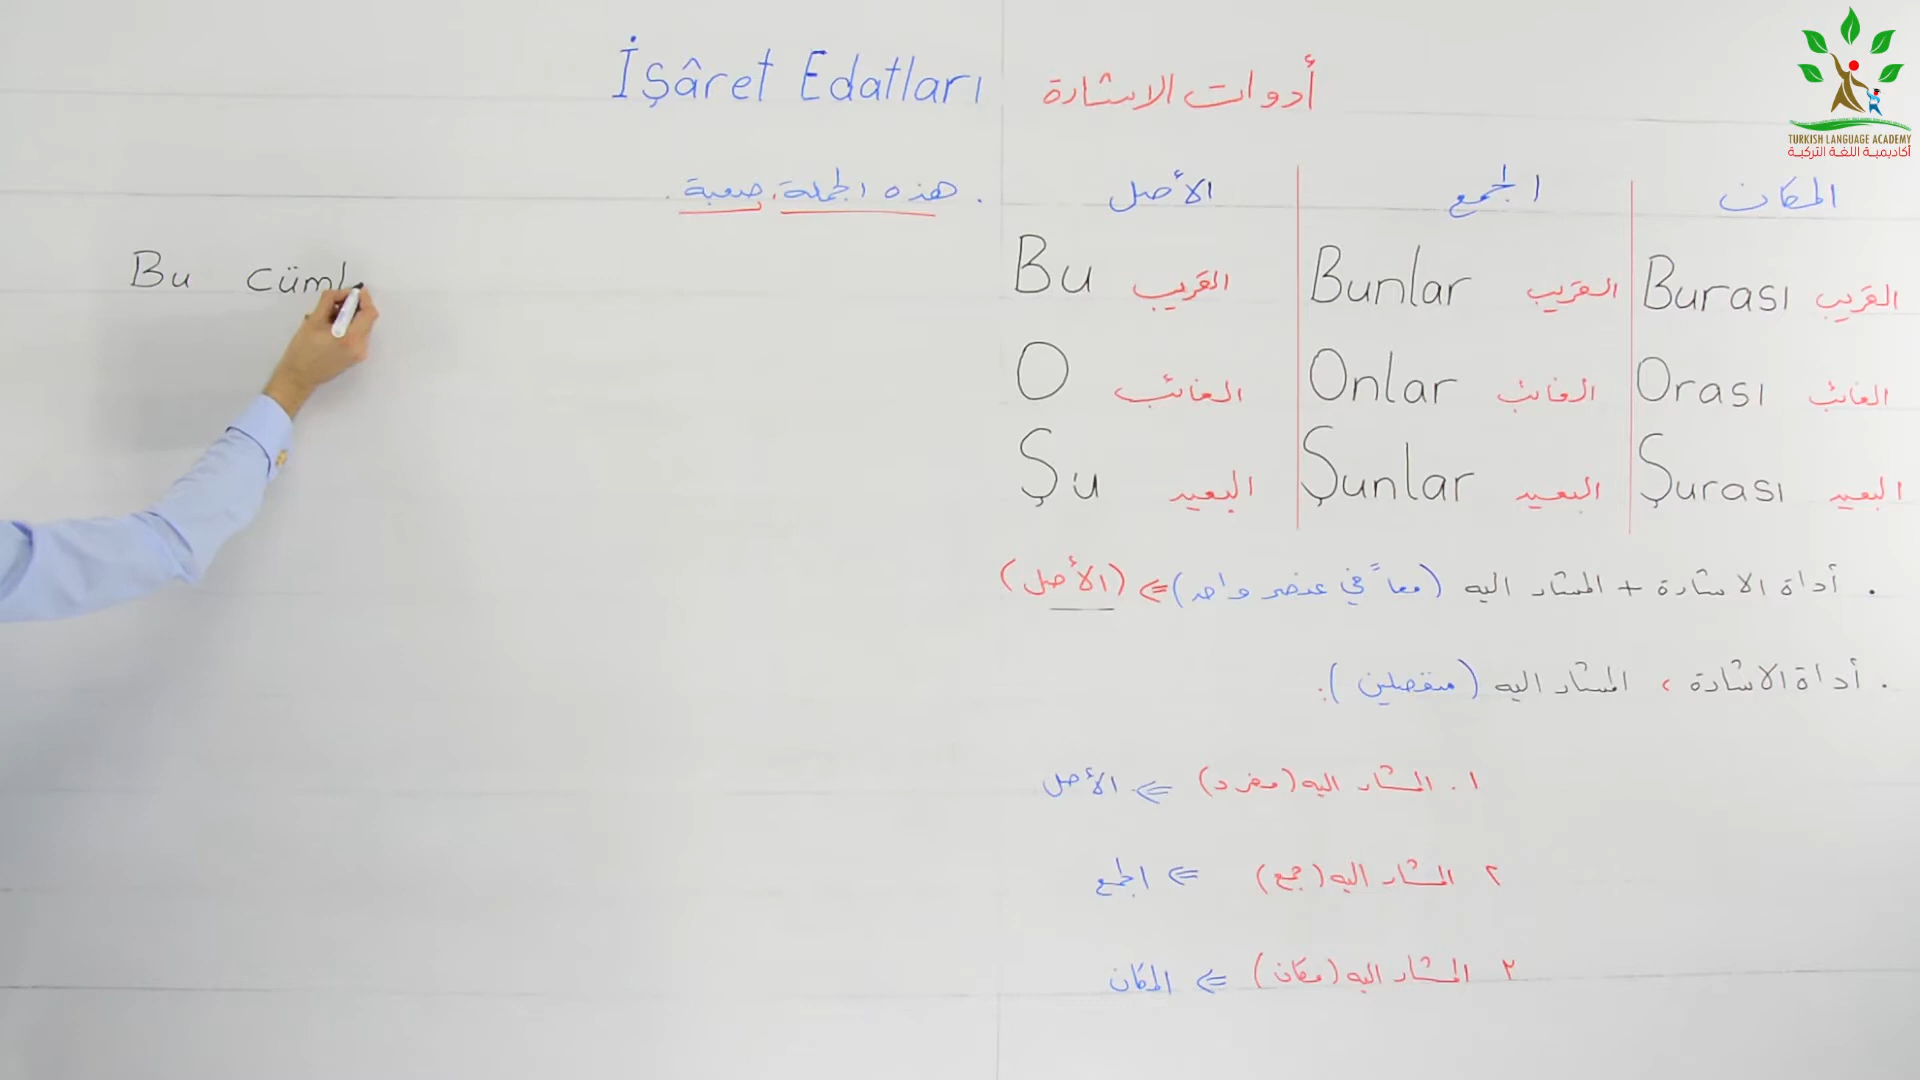 İşâret Edatları أدوات الاشارة
TURKISH LANGUAGE ACADEMY
أكاديمية اللغة التركية
المكان الجمع الأصل
. هذه الجملة صعبة .
Bu القريب Bunlar القريب Burası القريب
Bu cüml
O الغائب Onlar الغائب Orası الغائب
Şu البعيد Şunlar البعيد Şurası البعيد
. أداة الاشارة + المشار اليه (معاً في عنصر واحد) => (الأصل)
. أداة الاشارة ، المشار اليه (منفصلين).
١. المشار اليه (مفرد) => الأصل
٢ المشار اليه (جمع) => الجمع
٣ المشار اليه (مكان) => المكان